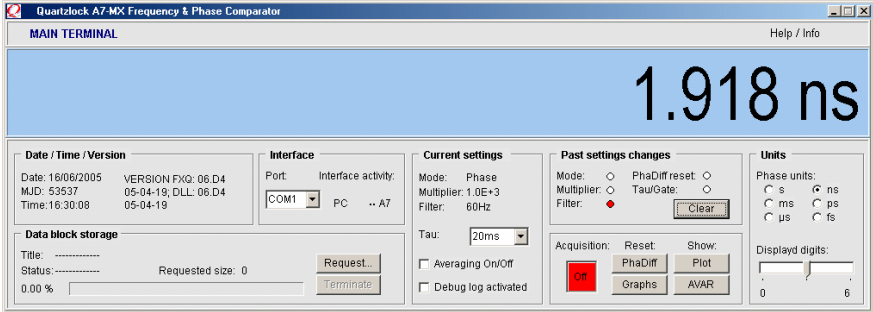 Quartzlock A7-MX Frequency & Phase Comparator
MAIN TERMINAL
Help / Info
1.918 ns
Date / Time / Version
Date: 16/06/2005
MJD: 53537
Time:16:30:08
VERSION FXQ: 06.D4
05-04-19; DLL: 06.D4
05-04-19
Interface
Port:
Interface activity:
COM1
PC
·· A7
Current settings
Mode: Phase
Multiplier: 1.0E+3
Filter: 60Hz
Tau:
20ms
Averaging On/Off
Debug log activated
Past settings changes
Mode:
PhaDiff reset:
Multiplier:
Tau/Gate:
Filter:
Clear
Units
Phase units:
s
ns
ms
ps
µs
fs
Displayd digits:
0
6
Data block storage
Title: -------------
Status:-------------
Requested size: 0
0.00 %
Request...
Terminate
Acquisition:
Reset:
Show:
Off
PhaDiff
Plot
Graphs
AVAR